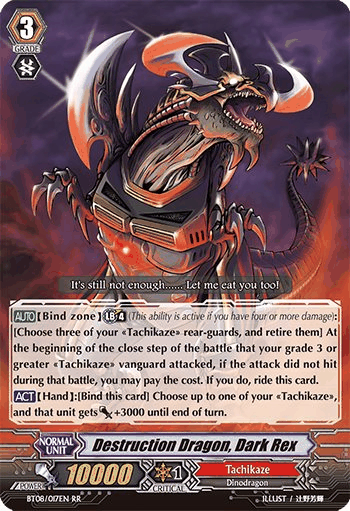 3
GRADE
It's still not enough...... Let me eat you too!
AUTO【Bind zone】LB4 (This ability is active if you have four or more damage):
[Choose three of your «Tachikaze» rear-guards, and retire them] At
the beginning of the close step of the battle that your grade 3 or
greater «Tachikaze» vanguard attacked, if the attack did not hit
during that battle, you may pay the cost. If you do, ride this card.
ACT【Hand】:[Bind this card] Choose up to one of your «Tachikaze»,
and that unit gets +3000 until end of turn.
NORMAL
UNIT
Destruction Dragon, Dark Rex
POWER
10000
1
CRITICAL
Tachikaze
Dinodragon
BT08/017EN RR
ILLUST / 辻野芳輝